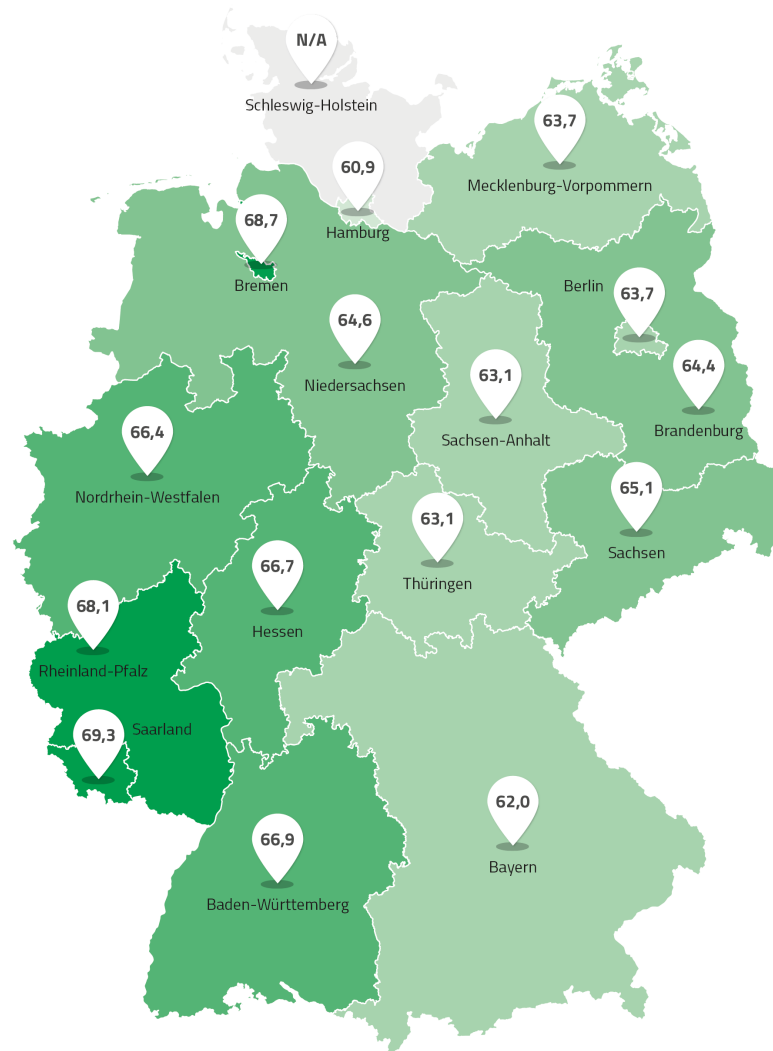 N/A
Schleswig-Holstein
63,7
Mecklenburg-Vorpommern
60,9
Hamburg
68,7
Bremen
Berlin
63,7
64,6
Niedersachsen
63,1
Sachsen-Anhalt
64,4
Brandenburg
66,4
Nordrhein-Westfalen
65,1
Sachsen
63,1
Thüringen
66,7
Hessen
68,1
Rheinland-Pfalz
69,3
Saarland
62,0
Bayern
66,9
Baden-Württemberg